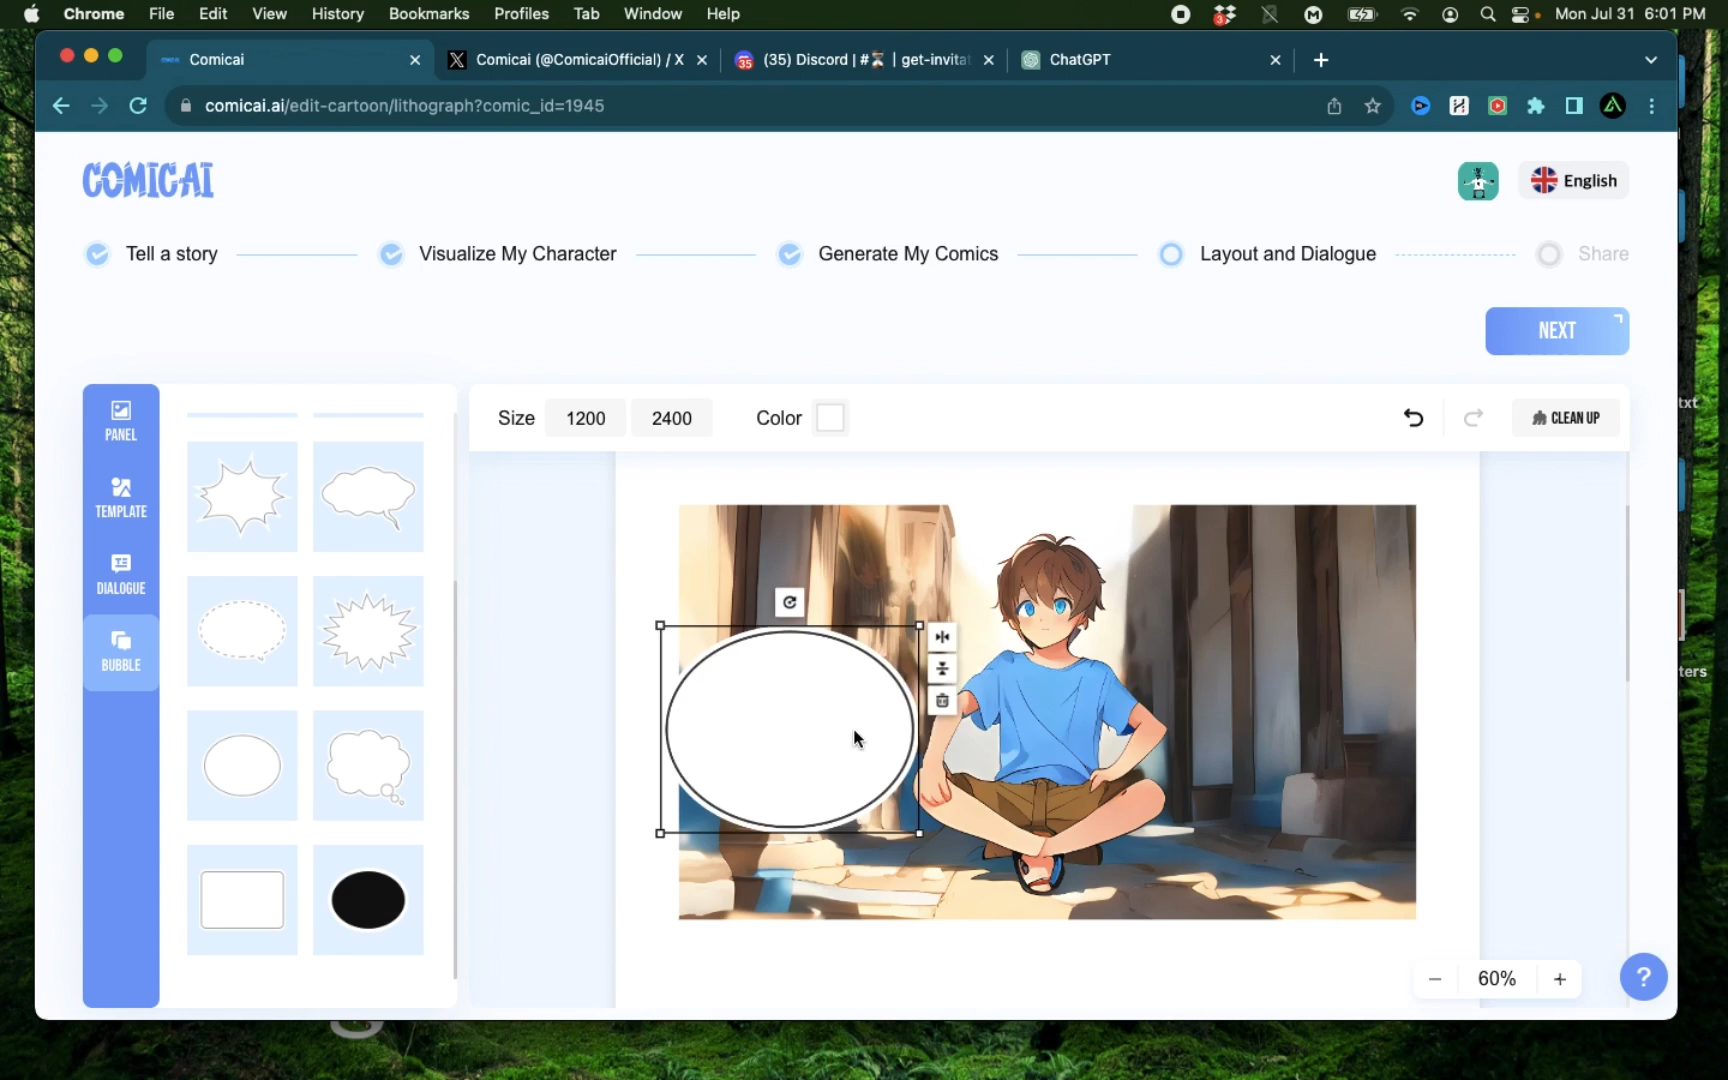 Chrome File Edit View History Bookmarks Profiles Tab Window Help
3 M Mon Jul 31 6:01 PM
Comicai
Comicai (@ComicaiOfficial) / X
35 (35) Discord | #⏳ | get-invita
ChatGPT
comicai.ai/edit-cartoon/lithograph?comic_id=1945
COMICAI
English
Tell a story
Visualize My Character
Generate My Comics
Layout and Dialogue
Share
NEXT
PANEL
TEMPLATE
DIALOGUE
BUBBLE
Size 1200 2400 Color
CLEAN UP
60%
?
txt
ters